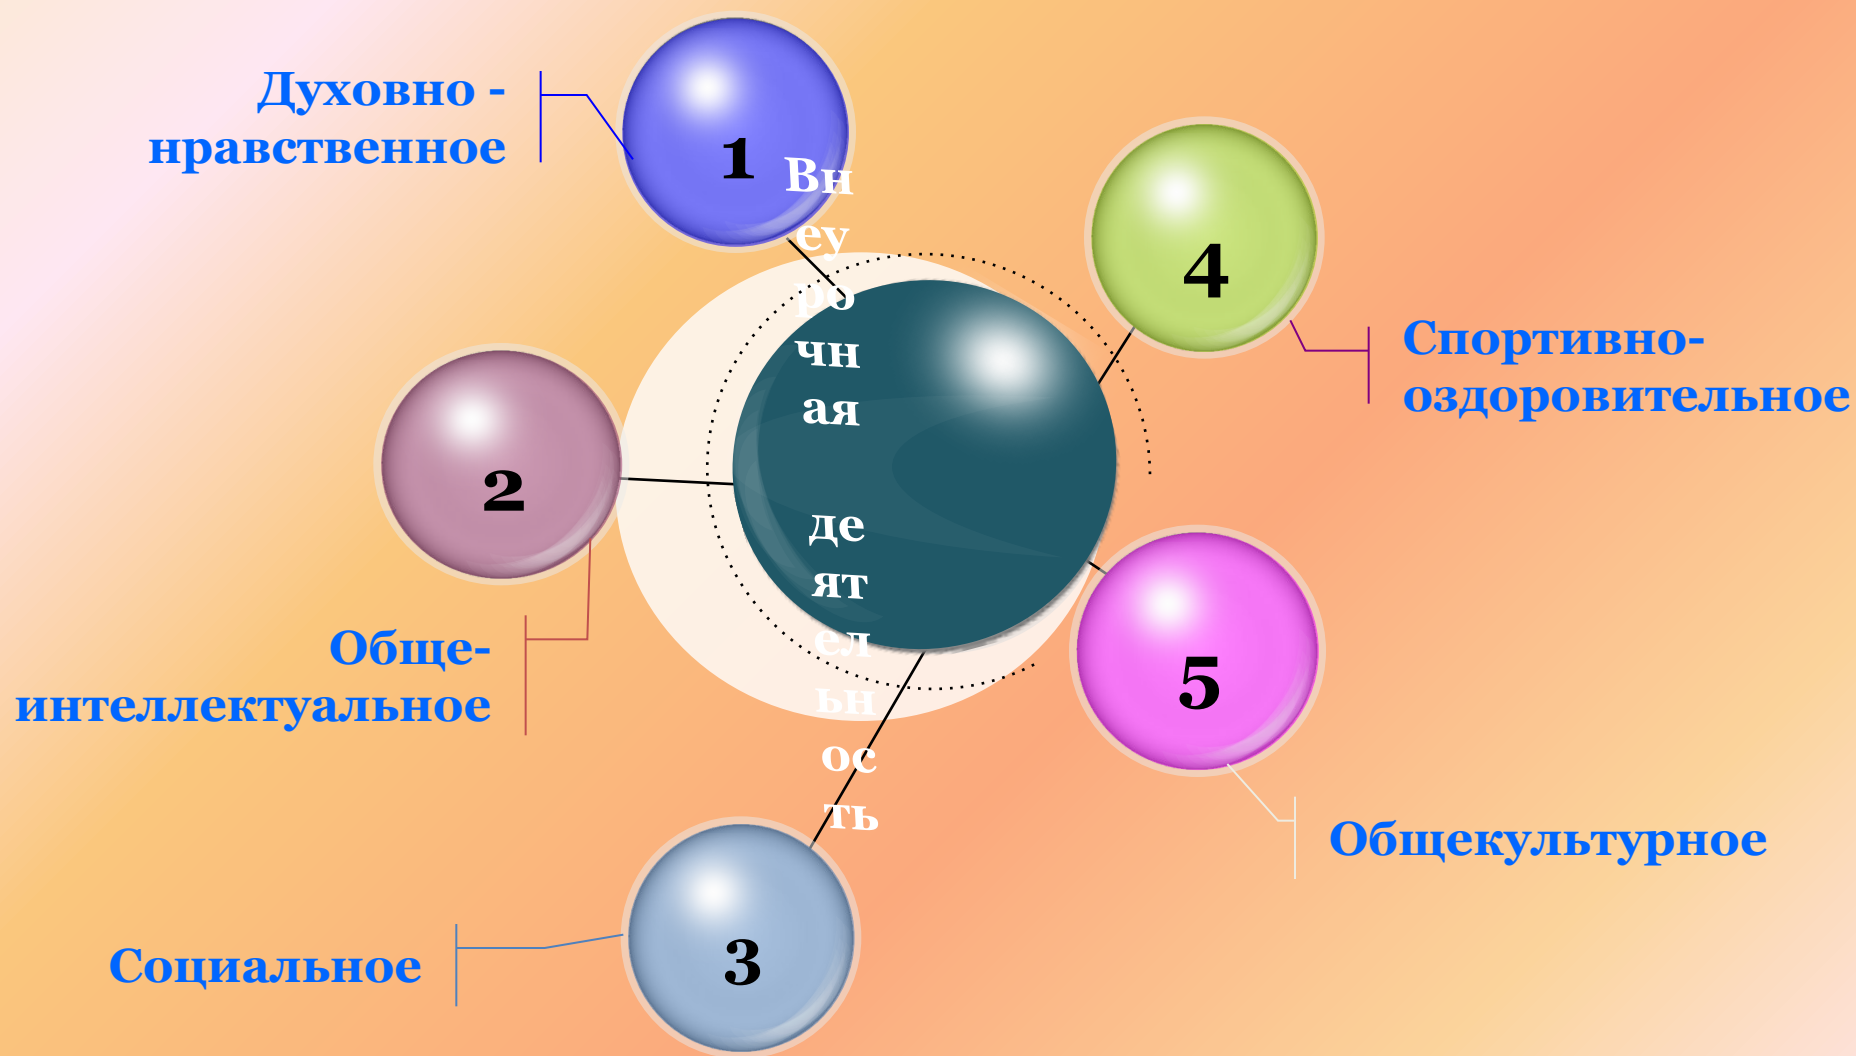 Духовно -
нравственное
1
Вн
еу
ро
чн
ая
де
ят
ел
ьн
ос
ть
4
Спортивно-
оздоровительное
2
Обще-
интеллектуальное
5
Общекультурное
3
Социальное